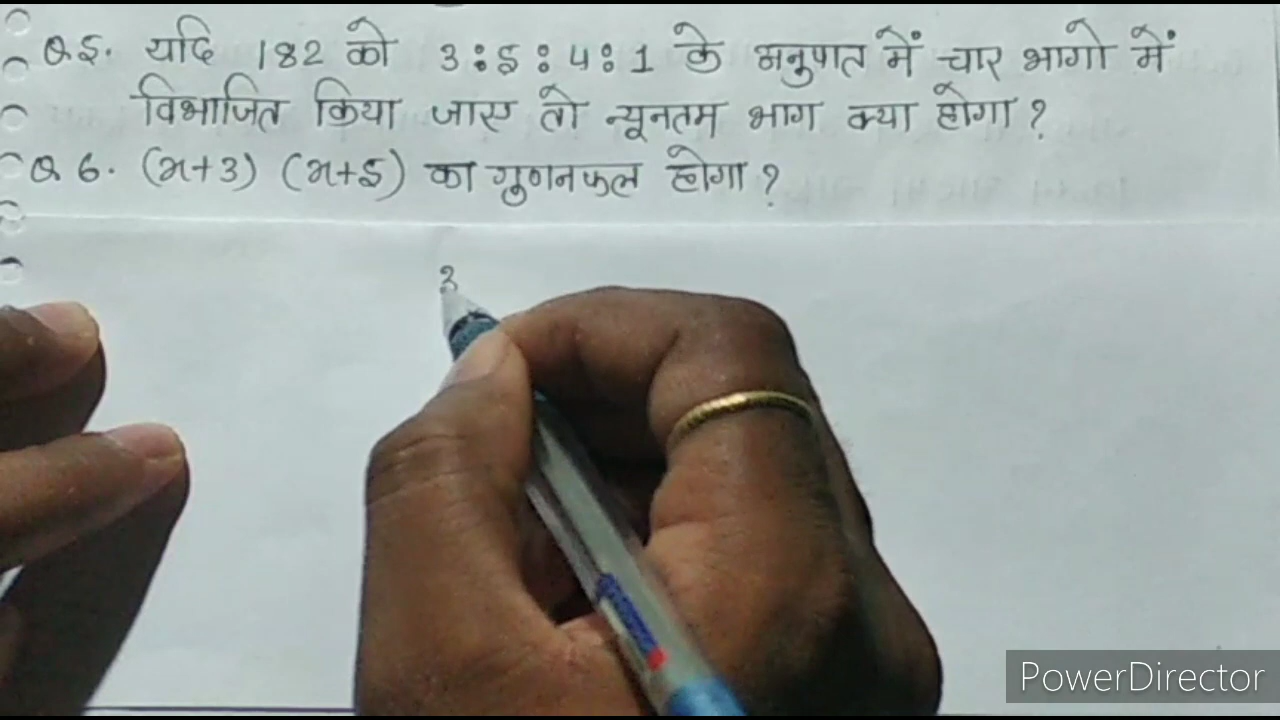 Q 5. यदि 182 को 3:5:4:1 के अनुपात में चार भागो में
विभाजित किया जाए तो न्यूनतम भाग क्या होगा?
Q 6. (x+3) (x+5) का गुणनफल होगा?
3
PowerDirector